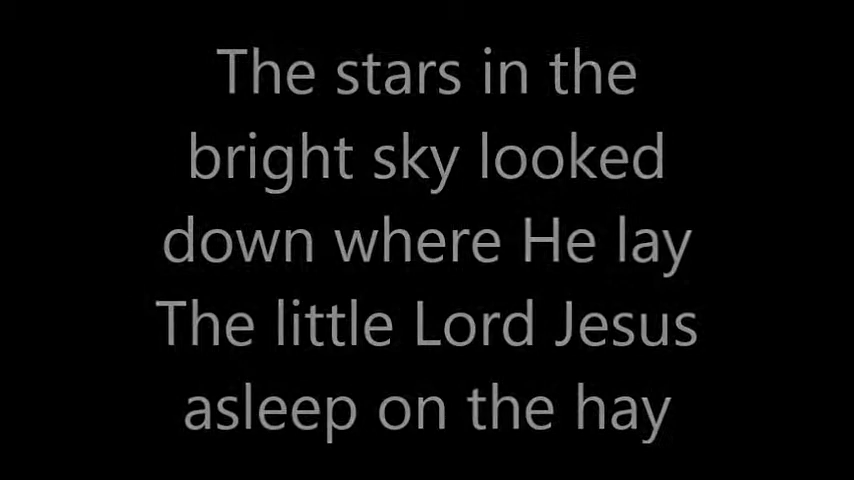 The stars in the
bright sky looked
down where He lay
The little Lord Jesus
asleep on the hay